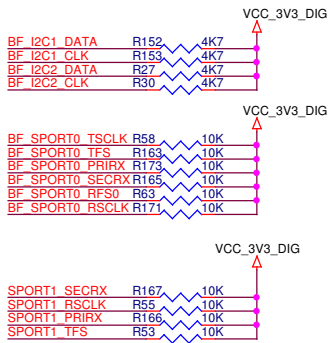 VCC_3V3_DIG
BF_I2C1_DATA R152 4K7
BF_I2C1_CLK R153 4K7
BF_I2C2_DATA R27 4K7
BF_I2C2_CLK R30 4K7
VCC_3V3_DIG
BF_SPORT0_TSCLK R58 10K
BF_SPORT0_TFS R163 10K
BF_SPORT0_PRIRX R173 10K
BF_SPORT0_SECRX R165 10K
BF_SPORT0_RFS0 R63 10K
BF_SPORT0_RSCLK R171 10K
VCC_3V3_DIG
SPORT1_SECRX R167 10K
SPORT1_RSCLK R55 10K
SPORT1_PRIRX R166 10K
SPORT1_TFS R53 10K